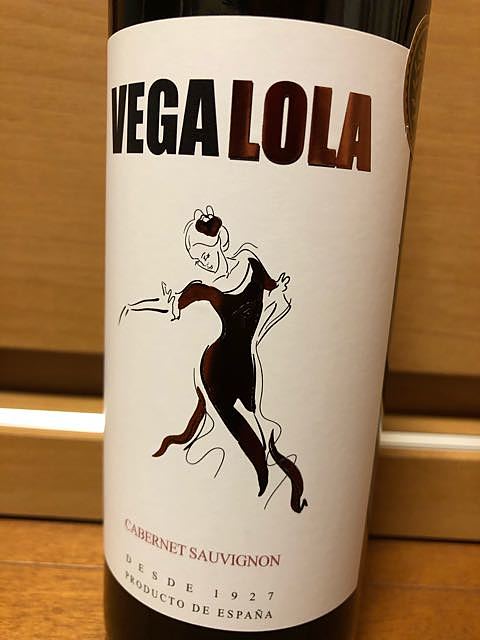 VEGA LOLA
CABERNET SAUVIGNON
DESDE 1927
PRODUCTO DE ESPAÑA